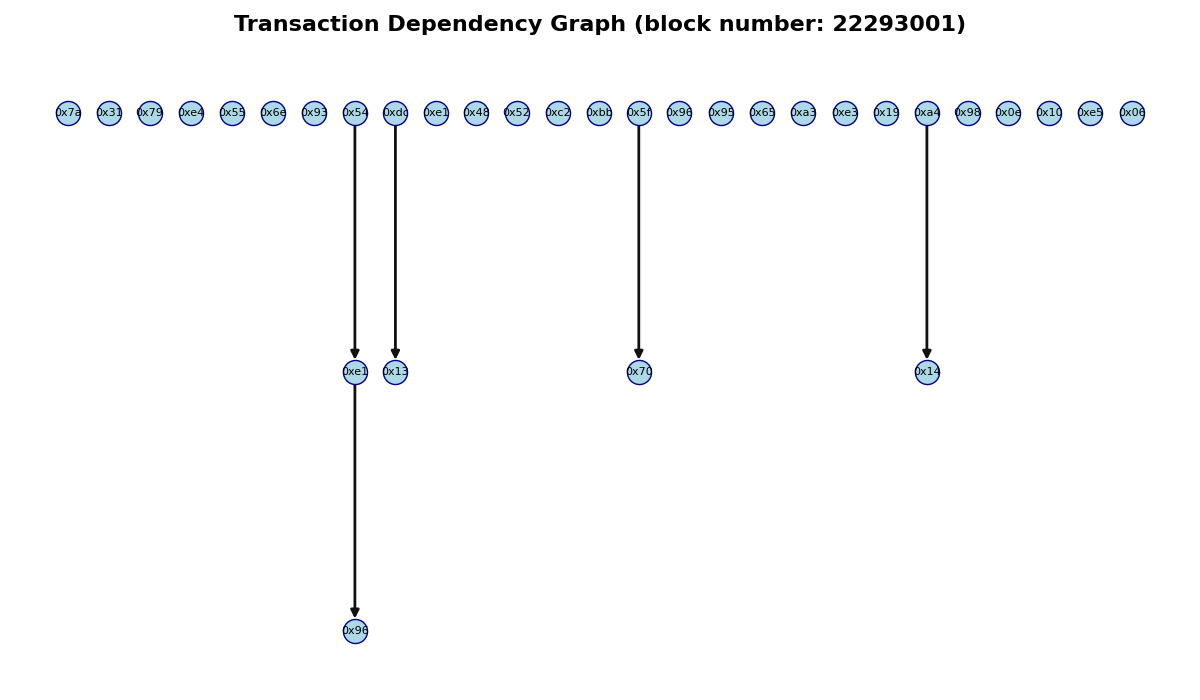 Transaction Dependency Graph (block number: 22293001)
0x7a 0x31 0x79 0xe4 0x55 0x6e 0x93 0x54 0xdc 0xe1 0x48 0x52 0xc2 0xbb 0x5f 0x96 0x95 0x65 0xa3 0xe3 0x19 0xa4 0x98 0x0e 0x10 0xe5 0x06
0xe1 0x13 0x70 0x14
0x96